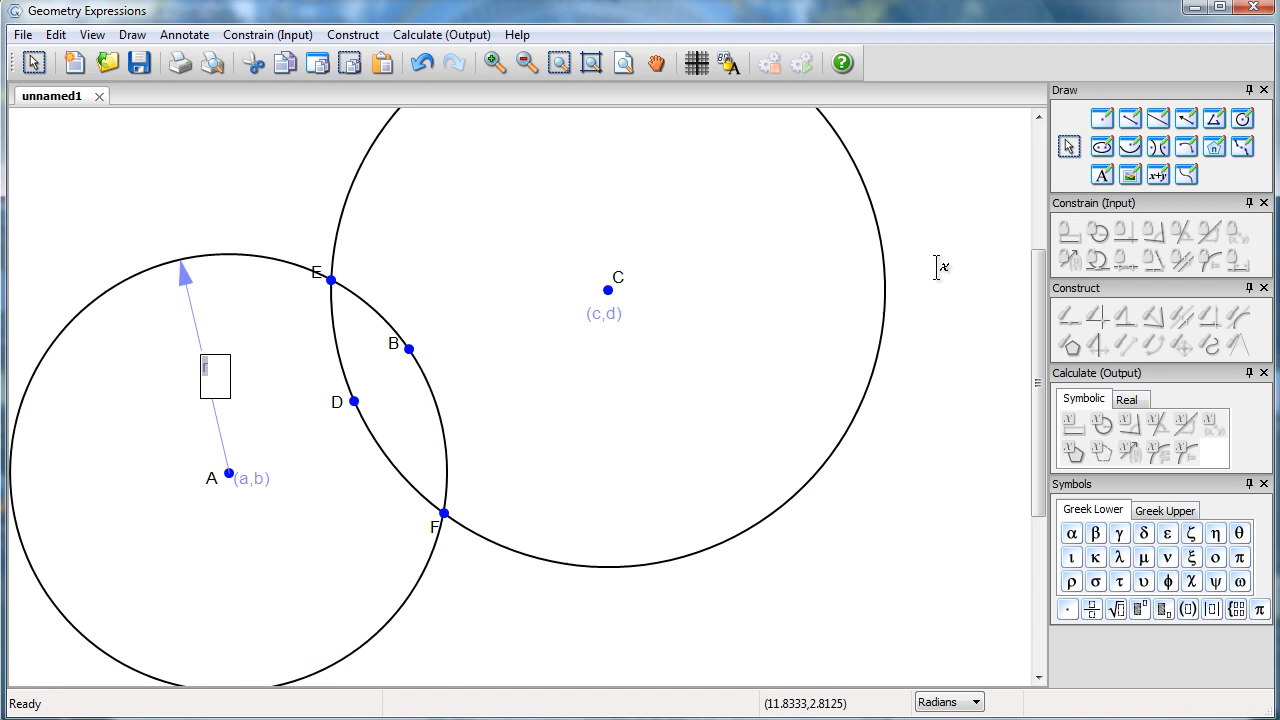 Geometry Expressions
File Edit View Draw Annotate Constrain (Input) Construct Calculate (Output) Help
unnamed1
Draw
A x+y
Constrain (Input)
Construct
Calculate (Output)
Symbolic Real
Symbols
Greek Lower Greek Upper
α β γ δ ε ζ η θ
ι κ λ μ ν ξ ο π
ρ σ τ υ ϕ χ ψ ω
π
E
C
(c,d)
x
B
r
D
A (a,b)
F
Ready (11.8333,2.8125) Radians